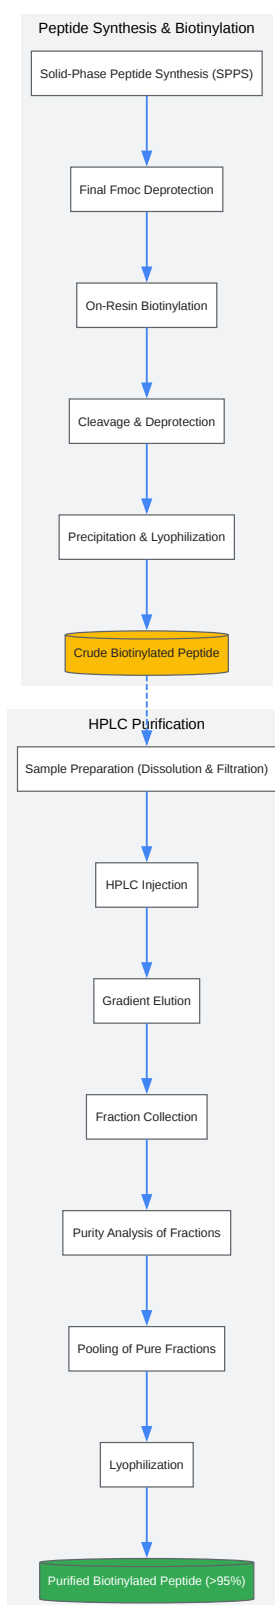 Peptide Synthesis & Biotinylation
Solid-Phase Peptide Synthesis (SPPS)
Final Fmoc Deprotection
On-Resin Biotinylation
Cleavage & Deprotection
Precipitation & Lyophilization
Crude Biotinylated Peptide
HPLC Purification
Sample Preparation (Dissolution & Filtration)
HPLC Injection
Gradient Elution
Fraction Collection
Purity Analysis of Fractions
Pooling of Pure Fractions
Lyophilization
Purified Biotinylated Peptide (>95%)